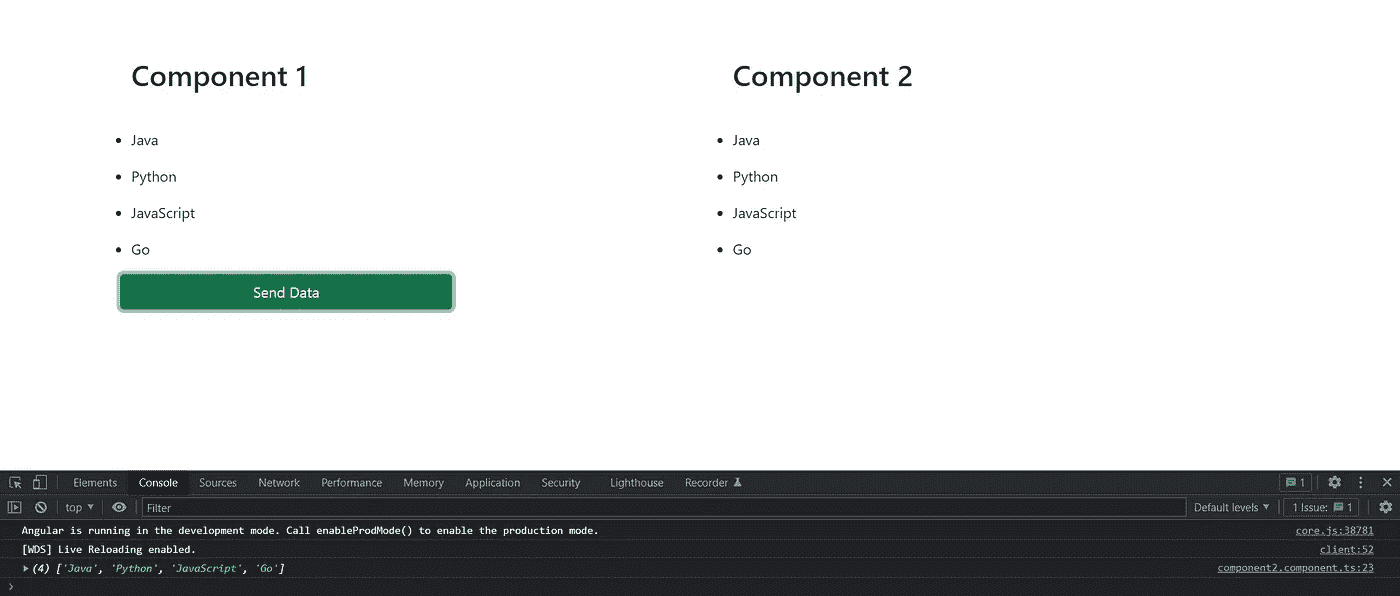 Component 1
Component 2
• Java
• Python
• JavaScript
• Go
Send Data
• Java
• Python
• JavaScript
• Go
Elements Console Sources Network Performance Memory Application Security Lighthouse Recorder 1
top Filter Default levels 1 Issue: 1
Angular is running in the development mode. Call enableProdMode() to enable the production mode. core.js:38781
[WDS] Live Reloading enabled. client:52
(4) ['Java', 'Python', 'JavaScript', 'Go'] component2.component.ts:23